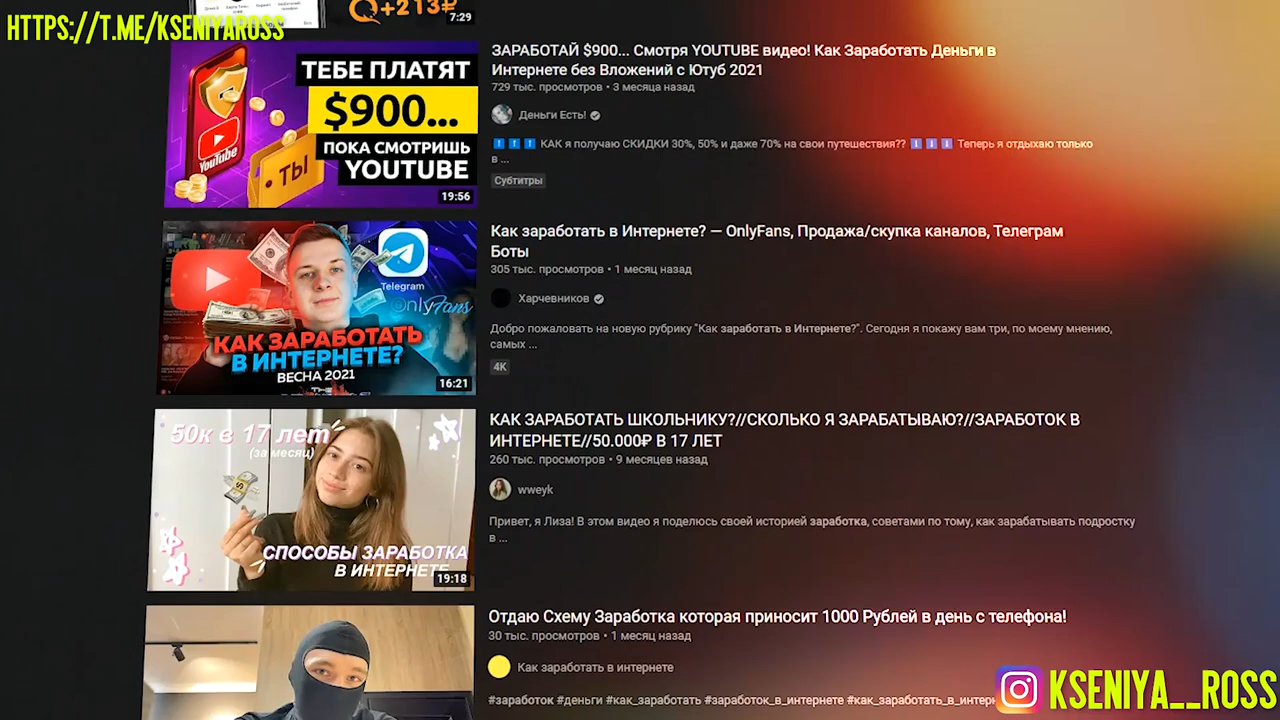 HTTPS://T.ME/KSENIYAROSS
+213₽
7:29
ТЕБЕ ПЛАТЯТ
$900...
ПОКА СМОТРИШЬ
YOUTUBE
YouTube
ТЫ
19:56
ЗАРАБОТАЙ $900... Смотря YOUTUBE видео! Как Заработать Деньги в
Интернете без Вложений с Ютуб 2021
729 тыс. просмотров • 3 месяца назад
Деньги Есть!
КАК я получаю СКИДКИ 30%, 50% и даже 70% на свои путешествия?? Теперь я отдыхаю только
в ...
Субтитры
Telegram
OnlyFans
КАК ЗАРАБОТАТЬ
В ИНТЕРНЕТЕ?
ВЕСНА 2021
16:21
Как заработать в Интернете? — OnlyFans, Продажа/скупка каналов, Телеграм
Боты
305 тыс. просмотров • 1 месяц назад
Харчевников
Добро пожаловать на новую рубрику "Как заработать в Интернете?". Сегодня я покажу вам три, по моему мнению,
самых ...
4K
50к в 17 лет
(за месяц)
СПОСОБЫ ЗАРАБОТКА
В ИНТЕРНЕТЕ
19:18
КАК ЗАРАБОТАТЬ ШКОЛЬНИКУ?//СКОЛЬКО Я ЗАРАБАТЫВАЮ?//ЗАРАБОТОК В
ИНТЕРНЕТЕ//50.000₽ В 17 ЛЕТ
260 тыс. просмотров • 9 месяцев назад
wweyk
Привет, я Лиза! В этом видео я поделюсь своей историей заработка, советами по тому, как зарабатывать подростку
в ...
Отдаю Схему Заработка которая приносит 1000 Рублей в день с телефона!
30 тыс. просмотров • 1 месяц назад
Как заработать в интернете
#заработок #деньги #как_заработать #заработок_в_интернете
KSENIYA__ROSS